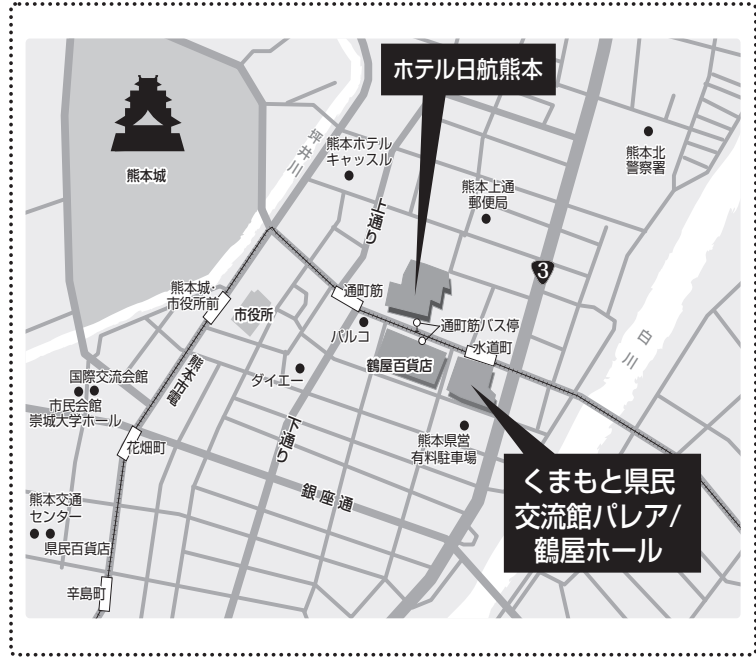 ホテル日航熊本
熊本城
坪井川
熊本ホテル
キャッスル
熊本北
警察署
熊本上通
郵便局
上通り
3
熊本城・
市役所前
市役所
通町筋
パルコ
通町筋バス停
水道町
白川
鶴屋百貨店
国際交流会館
市民会館
崇城大学ホール
熊本市電
ダイエー
下通り
花畑町
熊本県営
有料駐車場
銀座通
くまもと県民
交流館パレア/
鶴屋ホール
熊本交通
センター
県民百貨店
辛島町